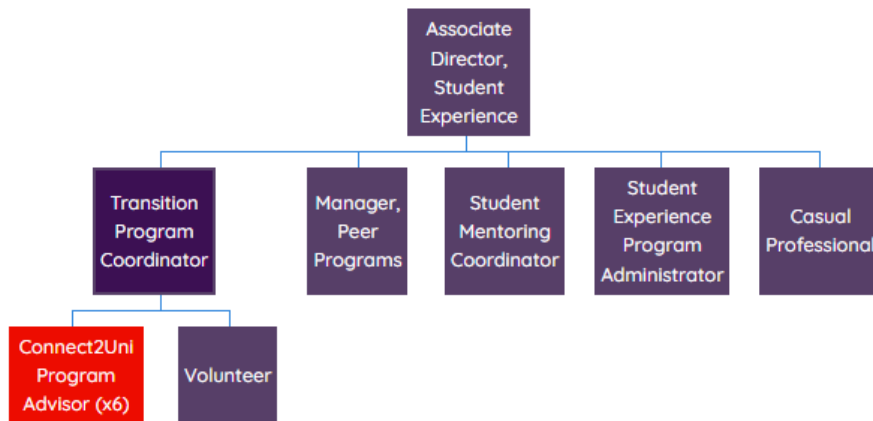 Associate
Director,
Student
Experience
Transition
Program
Coordinator
Manager,
Peer
Programs
Student
Mentoring
Coordinator
Student
Experience
Program
Administrator
Casual
Professional
Connect2Uni
Program
Advisor (x6)
Volunteer